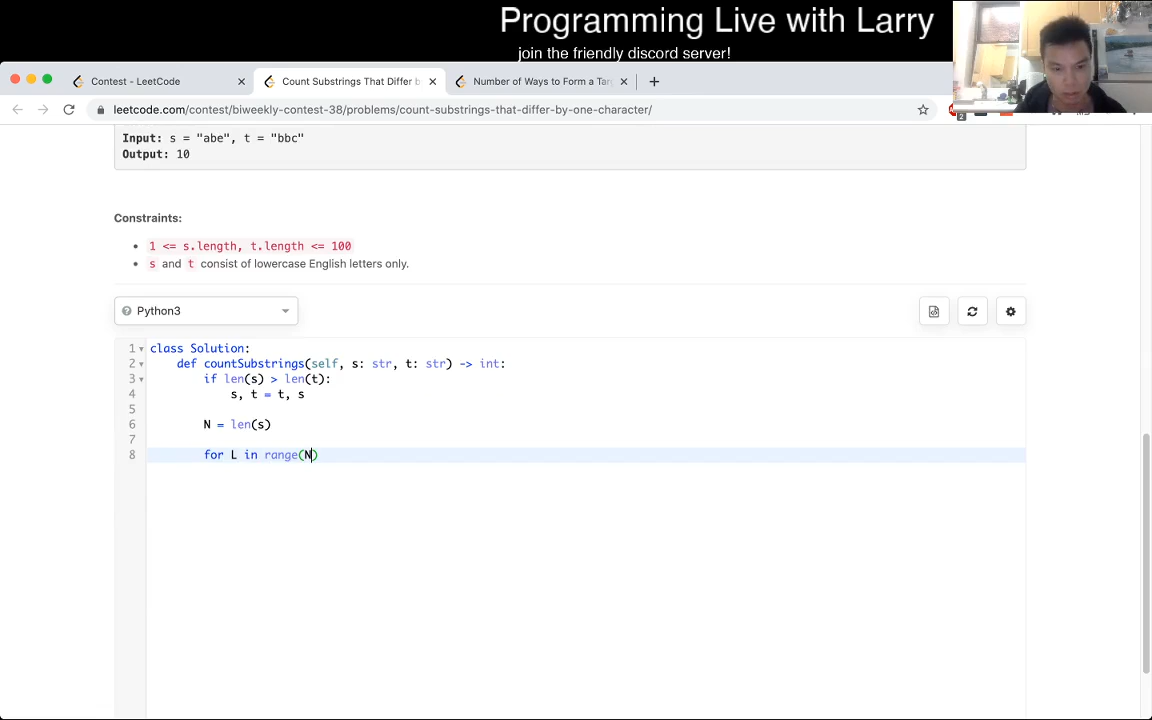 Programming Live with Larry
join the friendly discord server!
Contest - LeetCode
Count Substrings That Differ b
Number of Ways to Form a Tar
leetcode.com/contest/biweekly-contest-38/problems/count-substrings-that-differ-by-one-character/
2
Input: s = "abe", t = "bbc"
Output: 10
Constraints:
1 <= s.length, t.length <= 100
s and t consist of lowercase English letters only.
Python3
1 class Solution:
2 def countSubstrings(self, s: str, t: str) -> int:
3 if len(s) > len(t):
4 s, t = t, s
5
6 N = len(s)
7
8 for L in range(N)